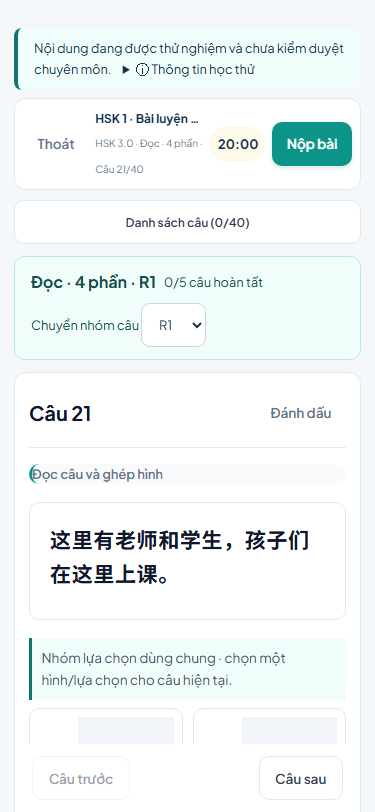 Nội dung đang được thử nghiệm và chưa kiểm duyệt
chuyên môn. ▶ ⓘ Thông tin học thử
Thoát
HSK 1 · Bài luyện ...
HSK 3.0 · Đọc · 4 phần ·
Câu 21/40
20:00
Nộp bài
Danh sách câu (0/40)
Đọc · 4 phần · R1 0/5 câu hoàn tất
Chuyển nhóm câu R1
Câu 21
Đánh dấu
Đọc câu và ghép hình
这里有老师和学生，孩子们
在这里上课。
Nhóm lựa chọn dùng chung · chọn một
hình/lựa chọn cho câu hiện tại.
Câu trước
Câu sau